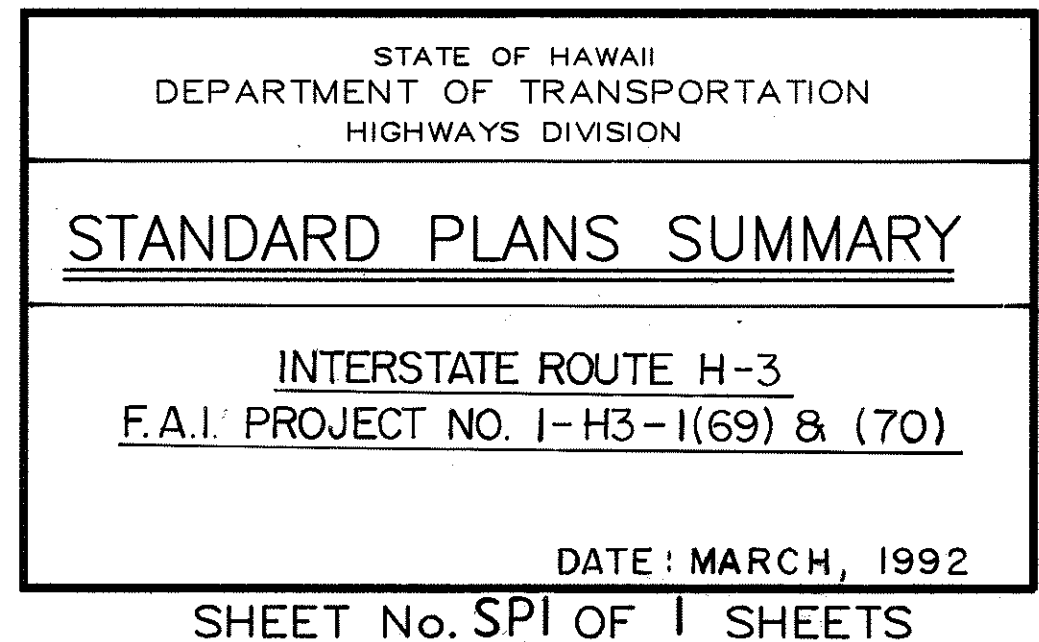 STATE OF HAWAII
DEPARTMENT OF TRANSPORTATION
HIGHWAYS DIVISION
STANDARD PLANS SUMMARY
INTERSTATE ROUTE H-3
F.A.I. PROJECT NO. I-H3-1(69) & (70)
DATE: MARCH, 1992
SHEET No. SP1 OF 1 SHEETS